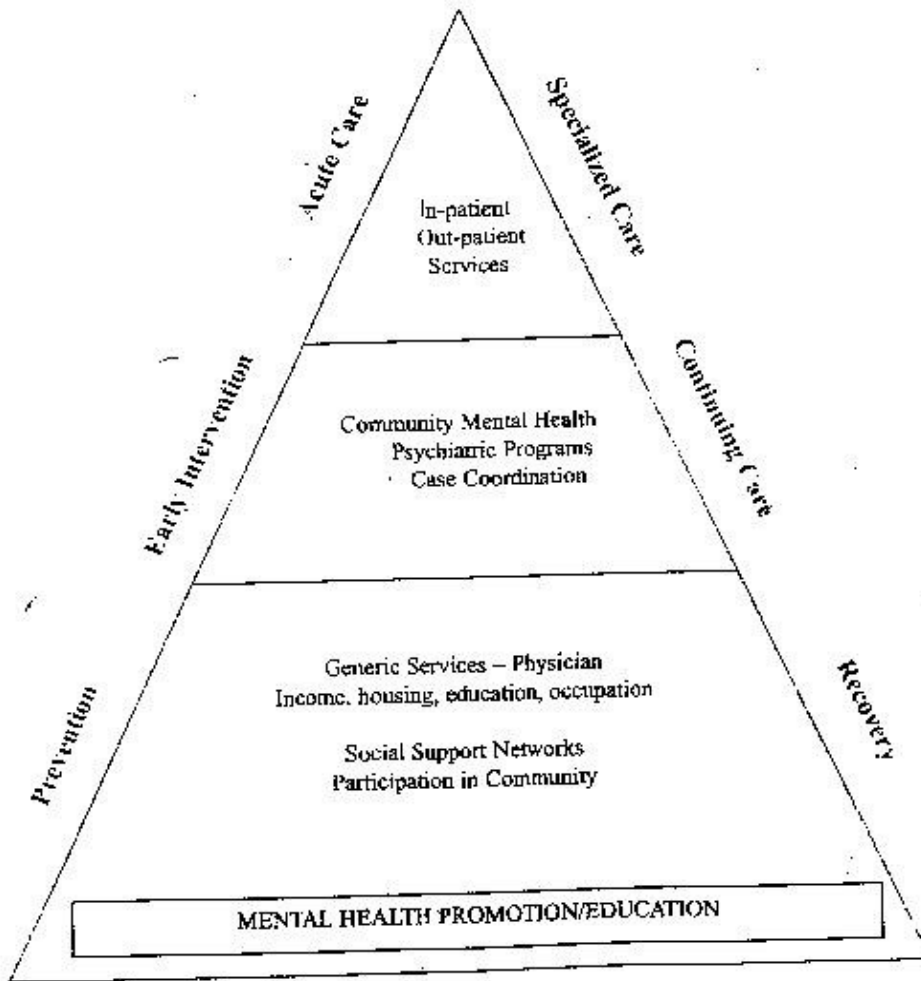 Acute Care
Specialized Care
In-patient
Out-patient
Services
Early Intervention
Continuing Care
Community Mental Health
Psychiatric Programs
Case Coordination
Prevention
Recovery
Generic Services – Physician
Income, housing, education, occupation
Social Support Networks
Participation in Community
MENTAL HEALTH PROMOTION/EDUCATION